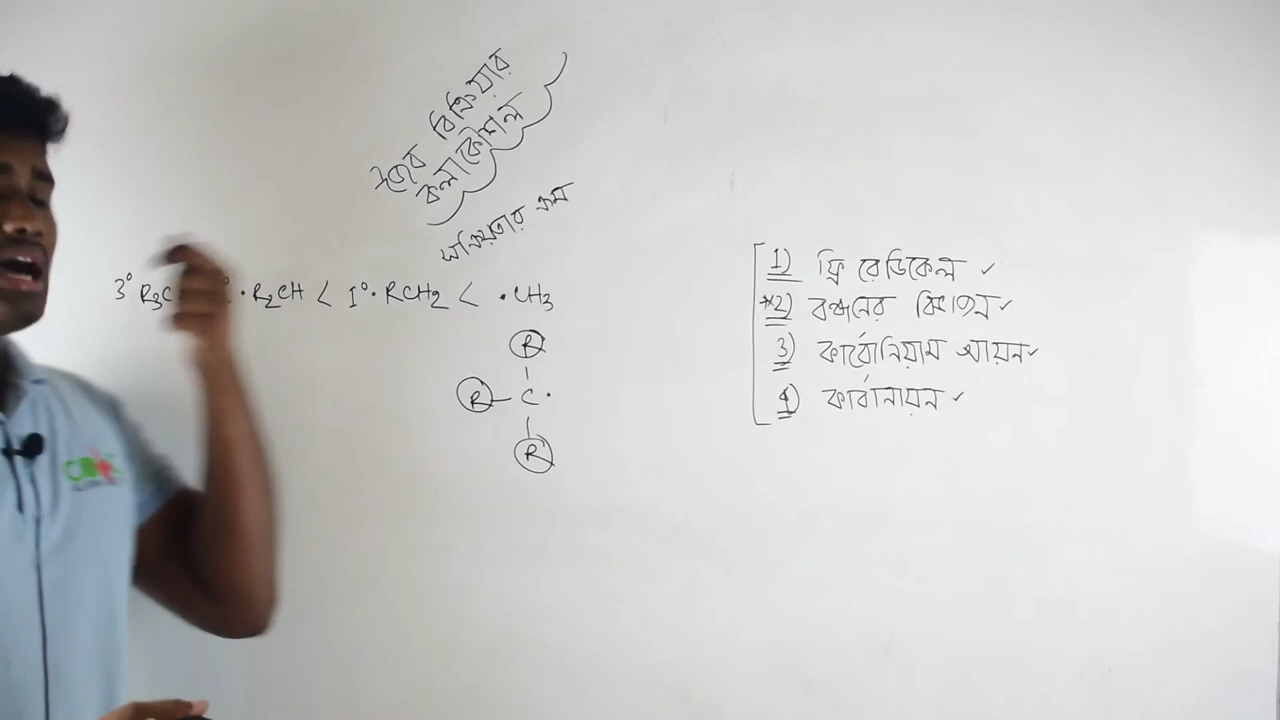 জৈব বিক্রিয়ার
কলাকৌশল
সক্রিয়তার ক্রম
3° R3C ·R2CH < 1° ·RCH2 < ·CH3
R
R - C ·
R
1) ফ্রি রেডিকেল ✓
*2) বন্ধনের বিভাজন ✓
3) কার্বোনিয়াম আয়ন ✓
4) কার্বানায়ন ✓